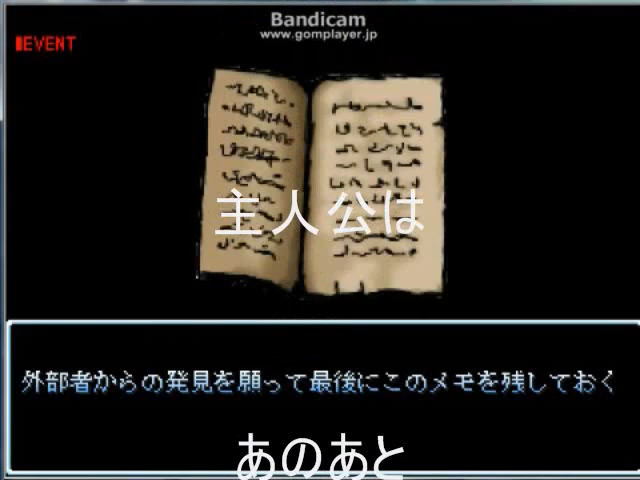 Bandicam
www.gomplayer.jp
EVENT
主人公は
外部者からの発見を願って最後にこのメモを残しておく
あのあと